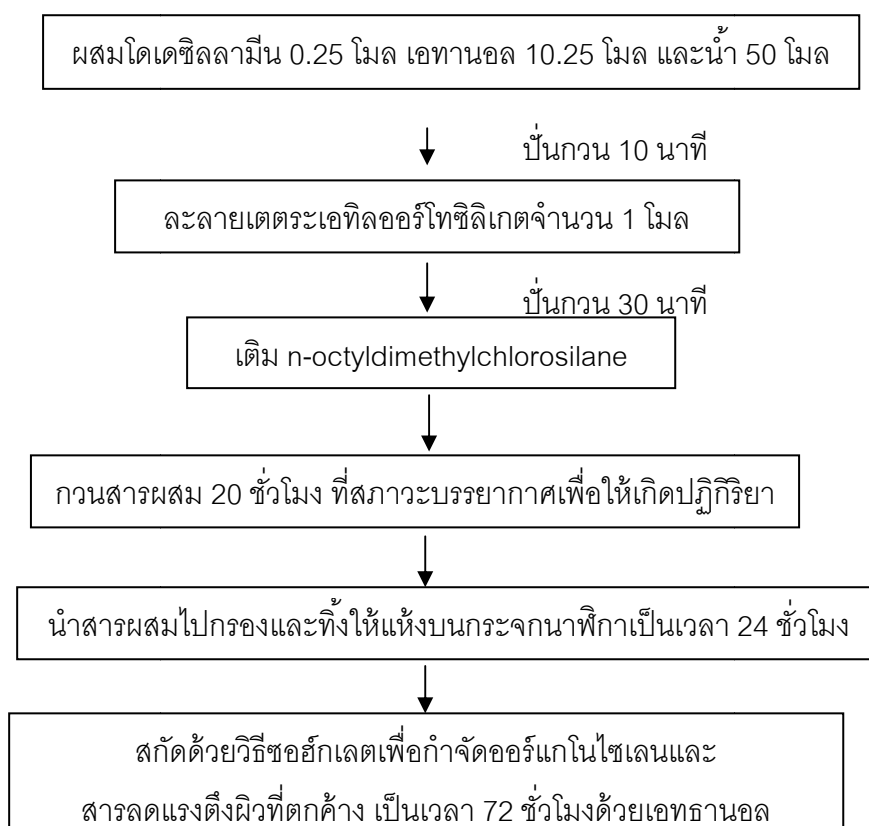 ผสมโดเดซิลลามีน 0.25 โมล เอทานอล 10.25 โมล และน้ำ 50 โมล
ปั่นกวน 10 นาที
ละลายเตตระเอทิลออร์โทซิลิเกตจำนวน 1 โมล
ปั่นกวน 30 นาที
เติม n-octyldimethylchlorosilane
กวนสารผสม 20 ชั่วโมง ที่สภาวะบรรยากาศเพื่อให้เกิดปฏิกิริยา
นำสารผสมไปกรองและทิ้งให้แห้งบนกระจกนาฬิกาเป็นเวลา 24 ชั่วโมง
สกัดด้วยวิธีซอฮ์กเลตเพื่อกำจัดออร์แกโนไซเลนและ
สารลดแรงตึงผิวที่ตกค้าง เป็นเวลา 72 ชั่วโมงด้วยเอทธานอล